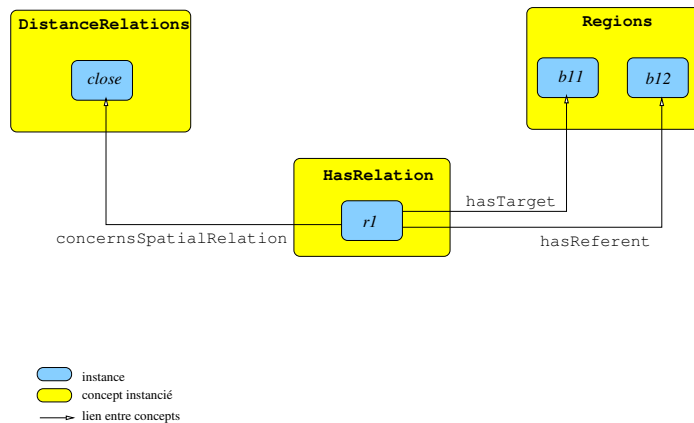 DistanceRelations
Regions
close
b11
b12
HasRelation
r1
hasTarget
concernsSpatialRelation
hasReferent
instance
concept instancié
lien entre concepts